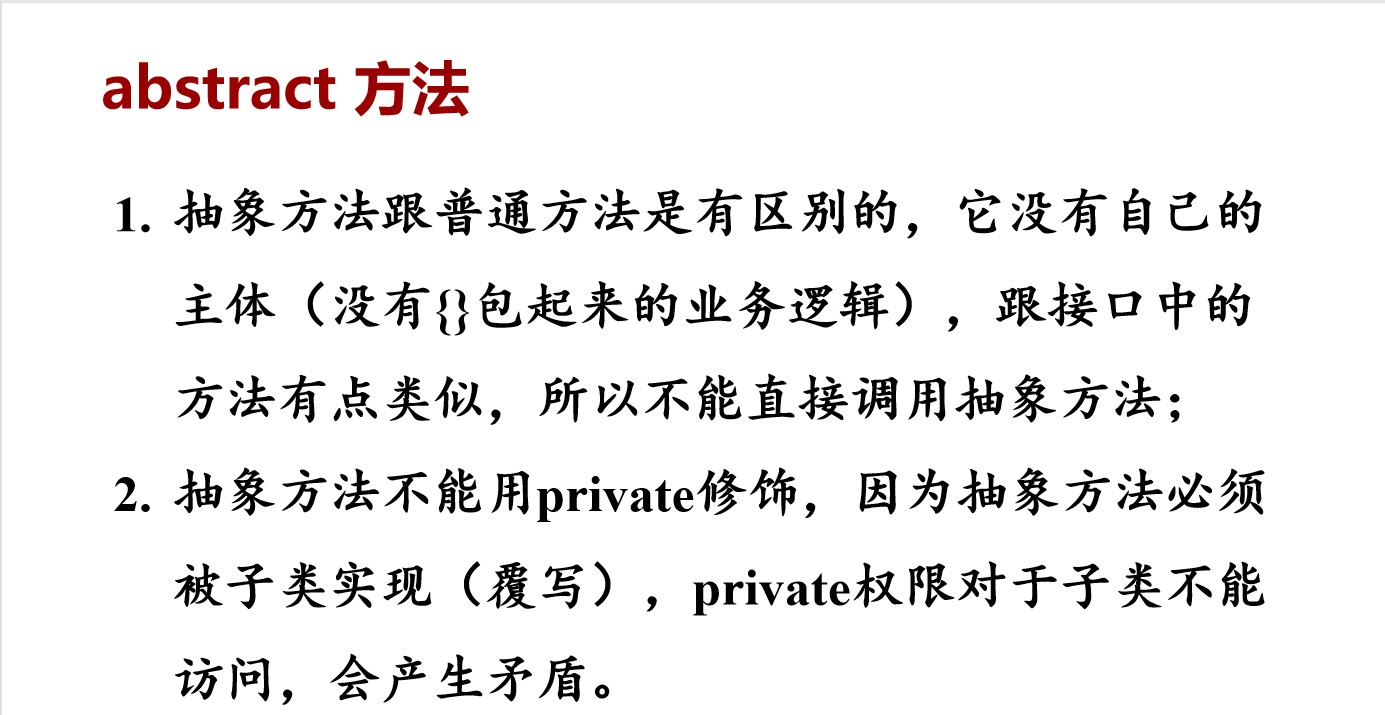 abstract 方法
1. 抽象方法跟普通方法是有区别的，它没有自己的
主体（没有{}包起来的业务逻辑），跟接口中的
方法有点类似，所以不能直接调用抽象方法；
2. 抽象方法不能用private修饰，因为抽象方法必须
被子类实现（覆写），private权限对于子类不能
访问，会产生矛盾。